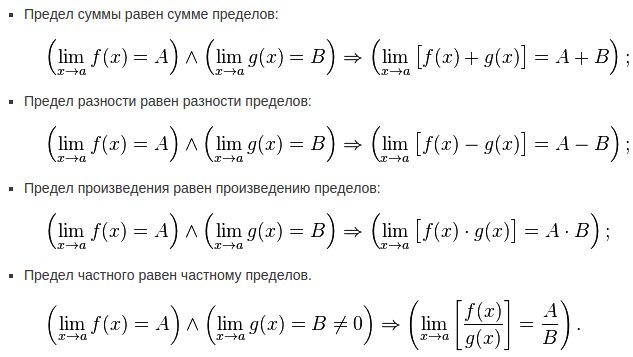 ▪ Предел суммы равен сумме пределов:
(lim_{x→a} f(x) = A) ∧ (lim_{x→a} g(x) = B) ⇒ (lim_{x→a} [f(x) + g(x)] = A + B);
▪ Предел разности равен разности пределов:
(lim_{x→a} f(x) = A) ∧ (lim_{x→a} g(x) = B) ⇒ (lim_{x→a} [f(x) − g(x)] = A − B);
▪ Предел произведения равен произведению пределов:
(lim_{x→a} f(x) = A) ∧ (lim_{x→a} g(x) = B) ⇒ (lim_{x→a} [f(x) · g(x)] = A · B);
▪ Предел частного равен частному пределов.
(lim_{x→a} f(x) = A) ∧ (lim_{x→a} g(x) = B ≠ 0) ⇒ (lim_{x→a} [f(x)/g(x)] = A/B).